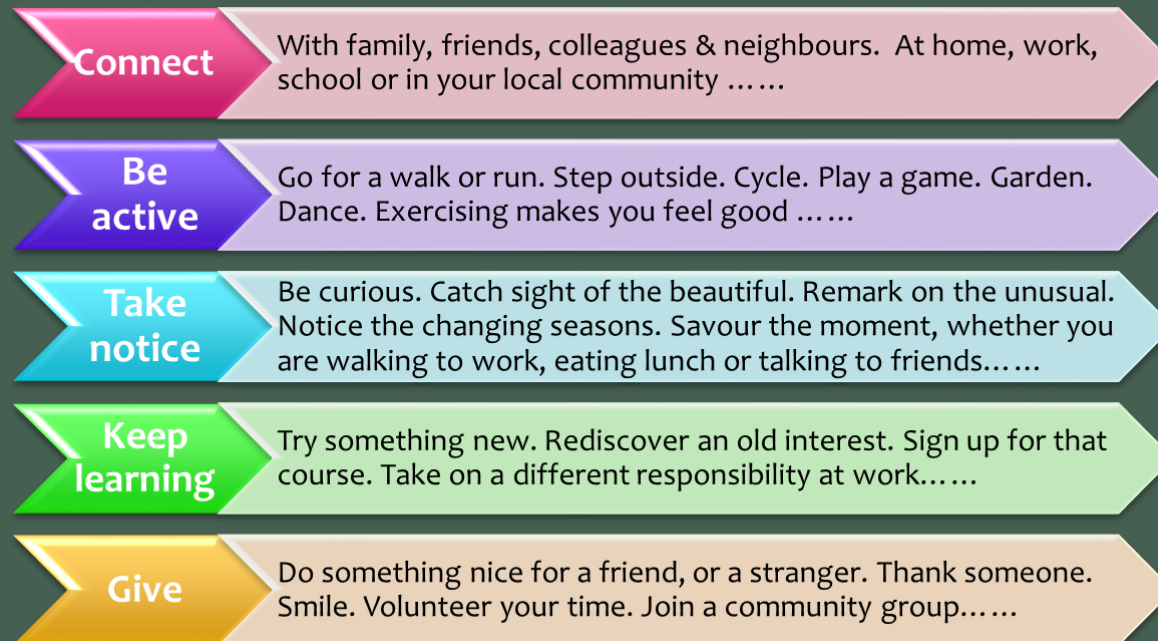 Connect
With family, friends, colleagues & neighbours.  At home, work,
school or in your local community ……
Be
active
Go for a walk or run. Step outside. Cycle. Play a game. Garden.
Dance. Exercising makes you feel good ……
Take
notice
Be curious. Catch sight of the beautiful. Remark on the unusual.
Notice the changing seasons. Savour the moment, whether you
are walking to work, eating lunch or talking to friends……
Keep
learning
Try something new. Rediscover an old interest. Sign up for that
course. Take on a different responsibility at work……
Give
Do something nice for a friend, or a stranger. Thank someone.
Smile. Volunteer your time. Join a community group……